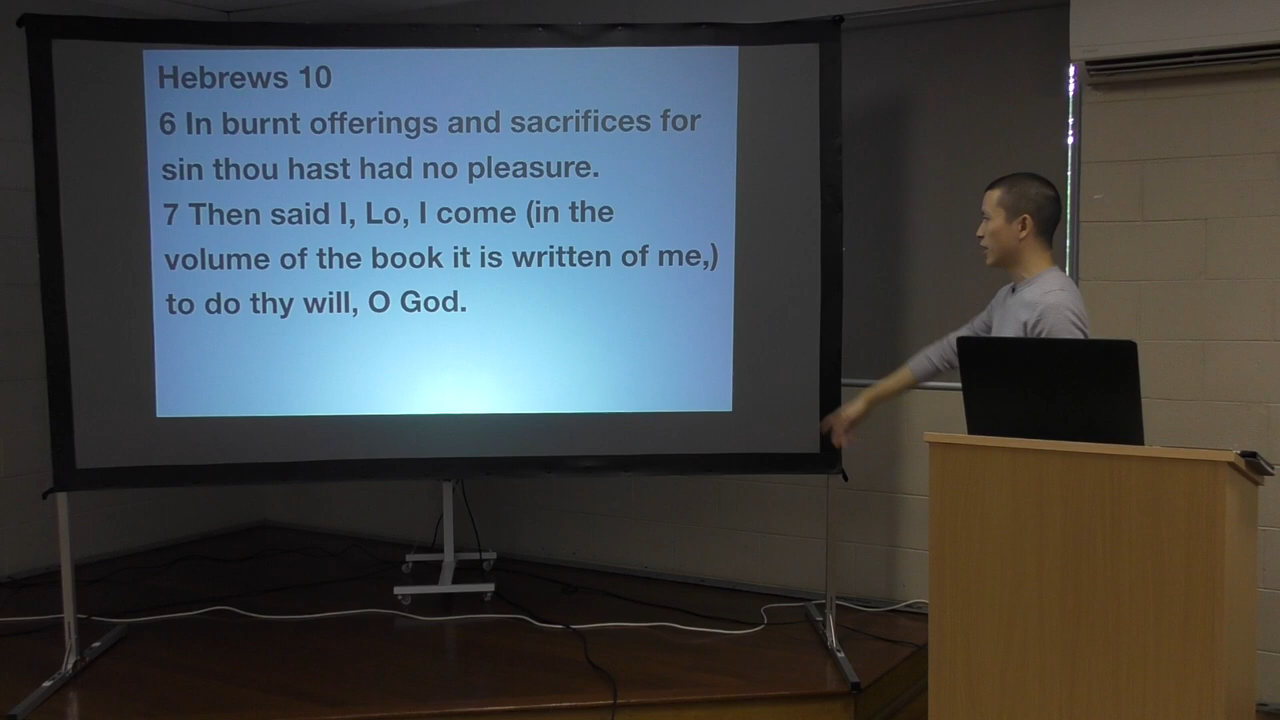 Hebrews 10
6 In burnt offerings and sacrifices for
sin thou hast had no pleasure.
7 Then said I, Lo, I come (in the
volume of the book it is written of me,)
to do thy will, O God.